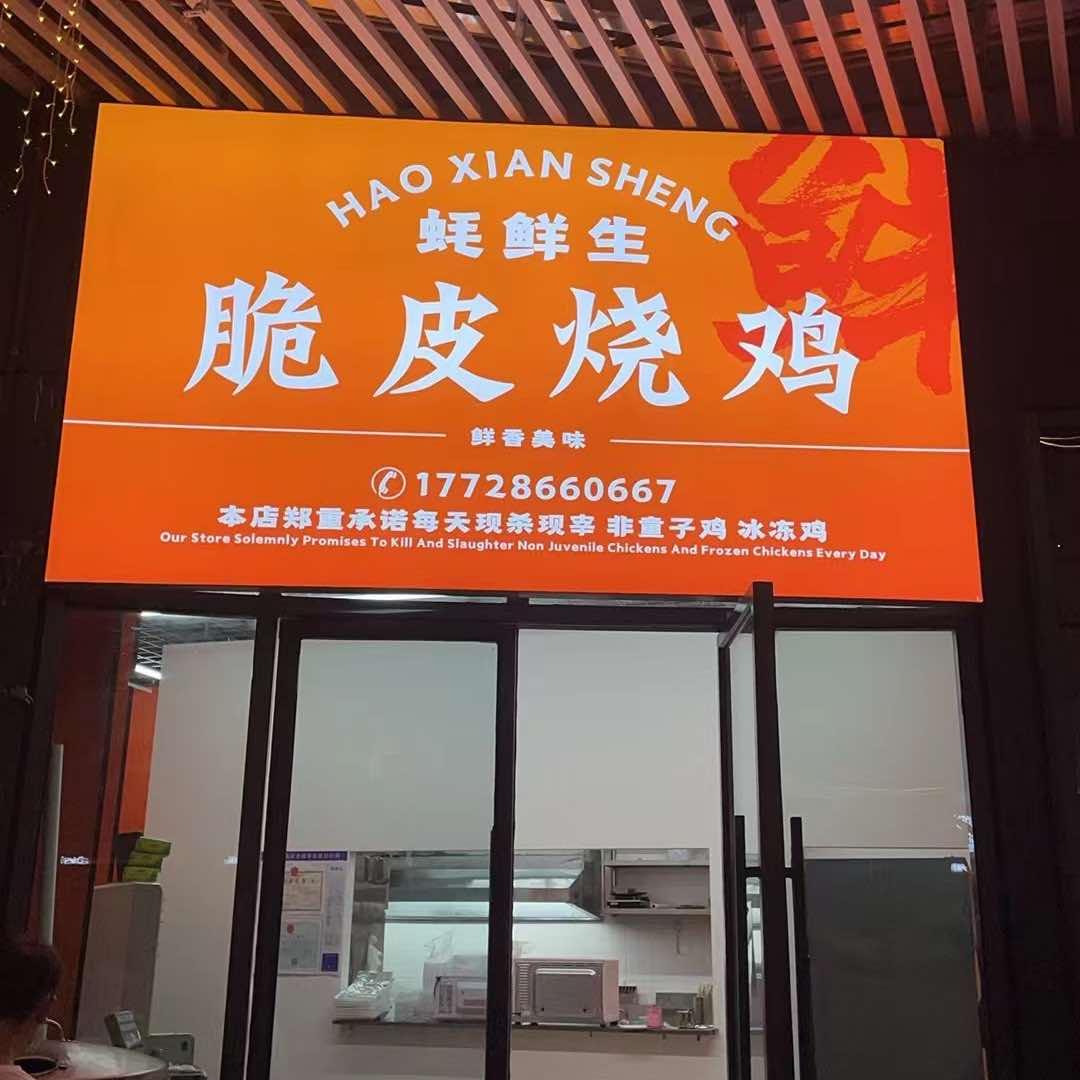 HAO XIAN SHENG
蚝鲜生
脆皮烧鸡
鲜香美味
17728660667
本店郑重承诺每天现杀现宰 非童子鸡 冰冻鸡
Our Store Solemnly Promises To Kill And Slaughter Non Juvenile Chickens And Frozen Chickens Every Day